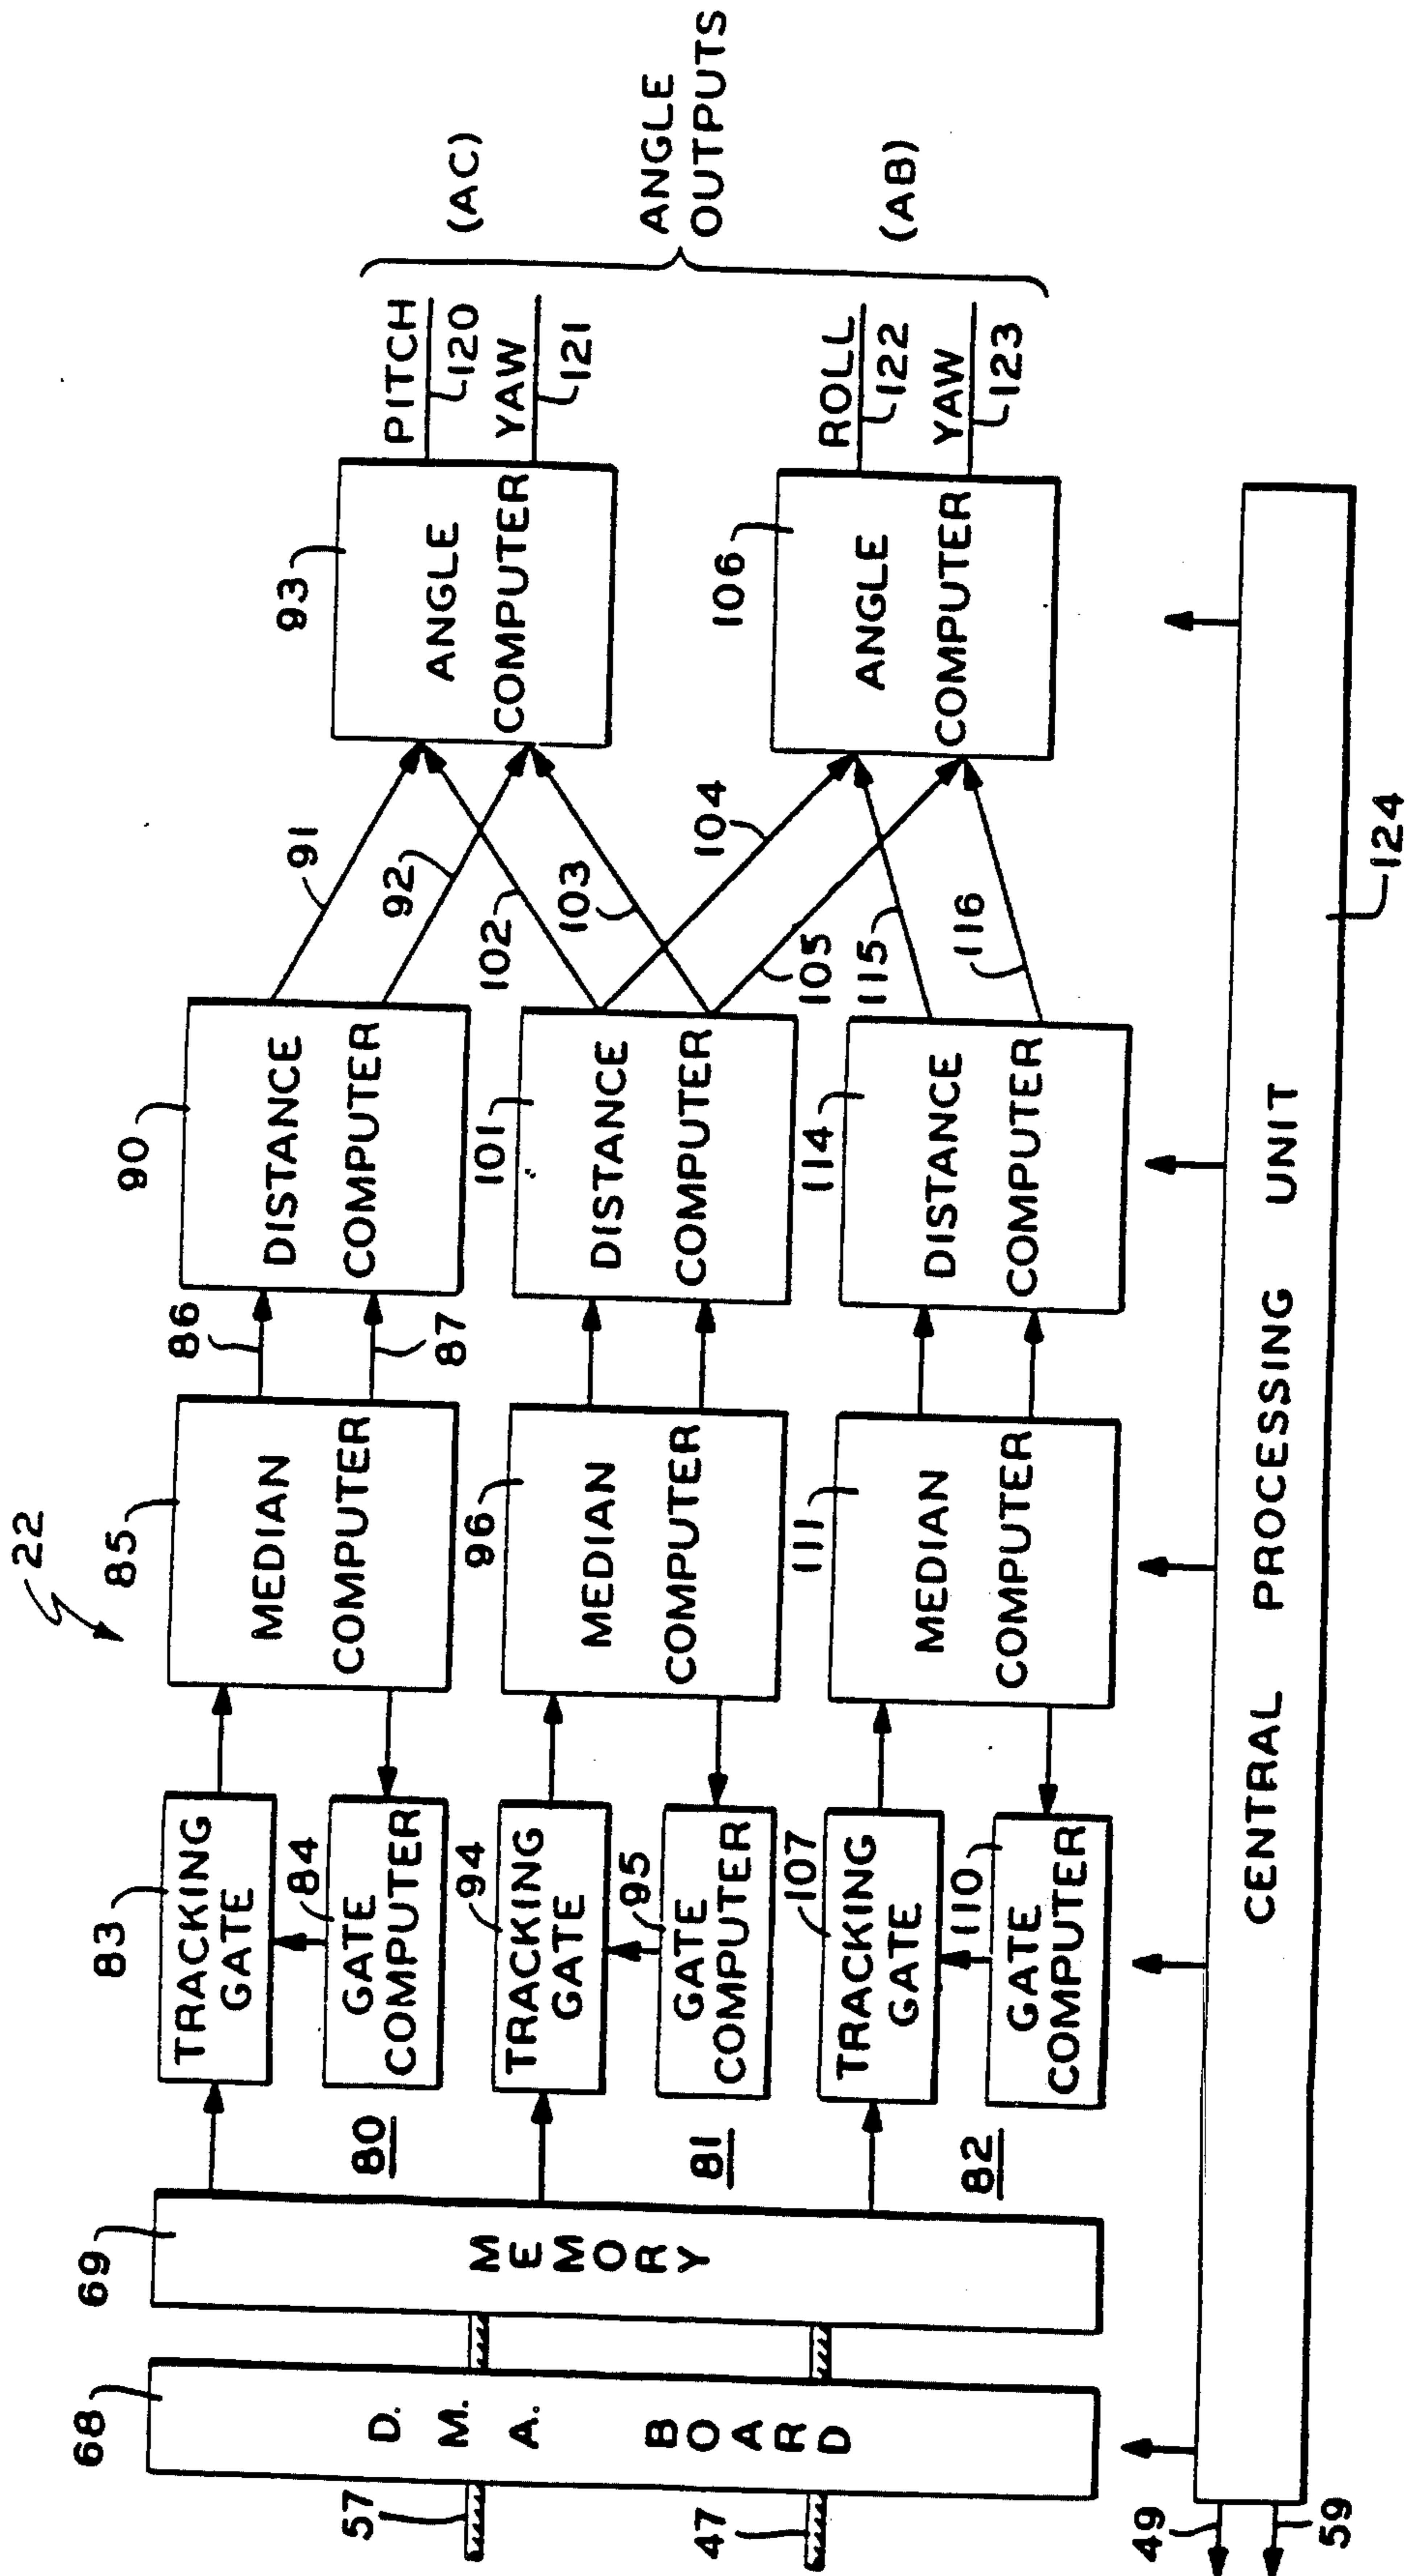 22
68
D. M. A. BOARD
57
47
69
MEMORY
80
81
82
83
TRACKING
GATE
84
GATE
COMPUTER
85
MEDIAN
COMPUTER
86
87
90
DISTANCE
COMPUTER
91
92
93
ANGLE
COMPUTER
PITCH
120
YAW
121
(AC)
94
TRACKING
GATE
95
GATE
COMPUTER
96
MEDIAN
COMPUTER
101
DISTANCE
COMPUTER
102
103
104
105
ANGLE
OUTPUTS
107
TRACKING
GATE
110
GATE
COMPUTER
111
MEDIAN
COMPUTER
114
DISTANCE
COMPUTER
115
116
106
ANGLE
COMPUTER
ROLL
122
YAW
123
(AB)
CENTRAL PROCESSING UNIT
124
49
59